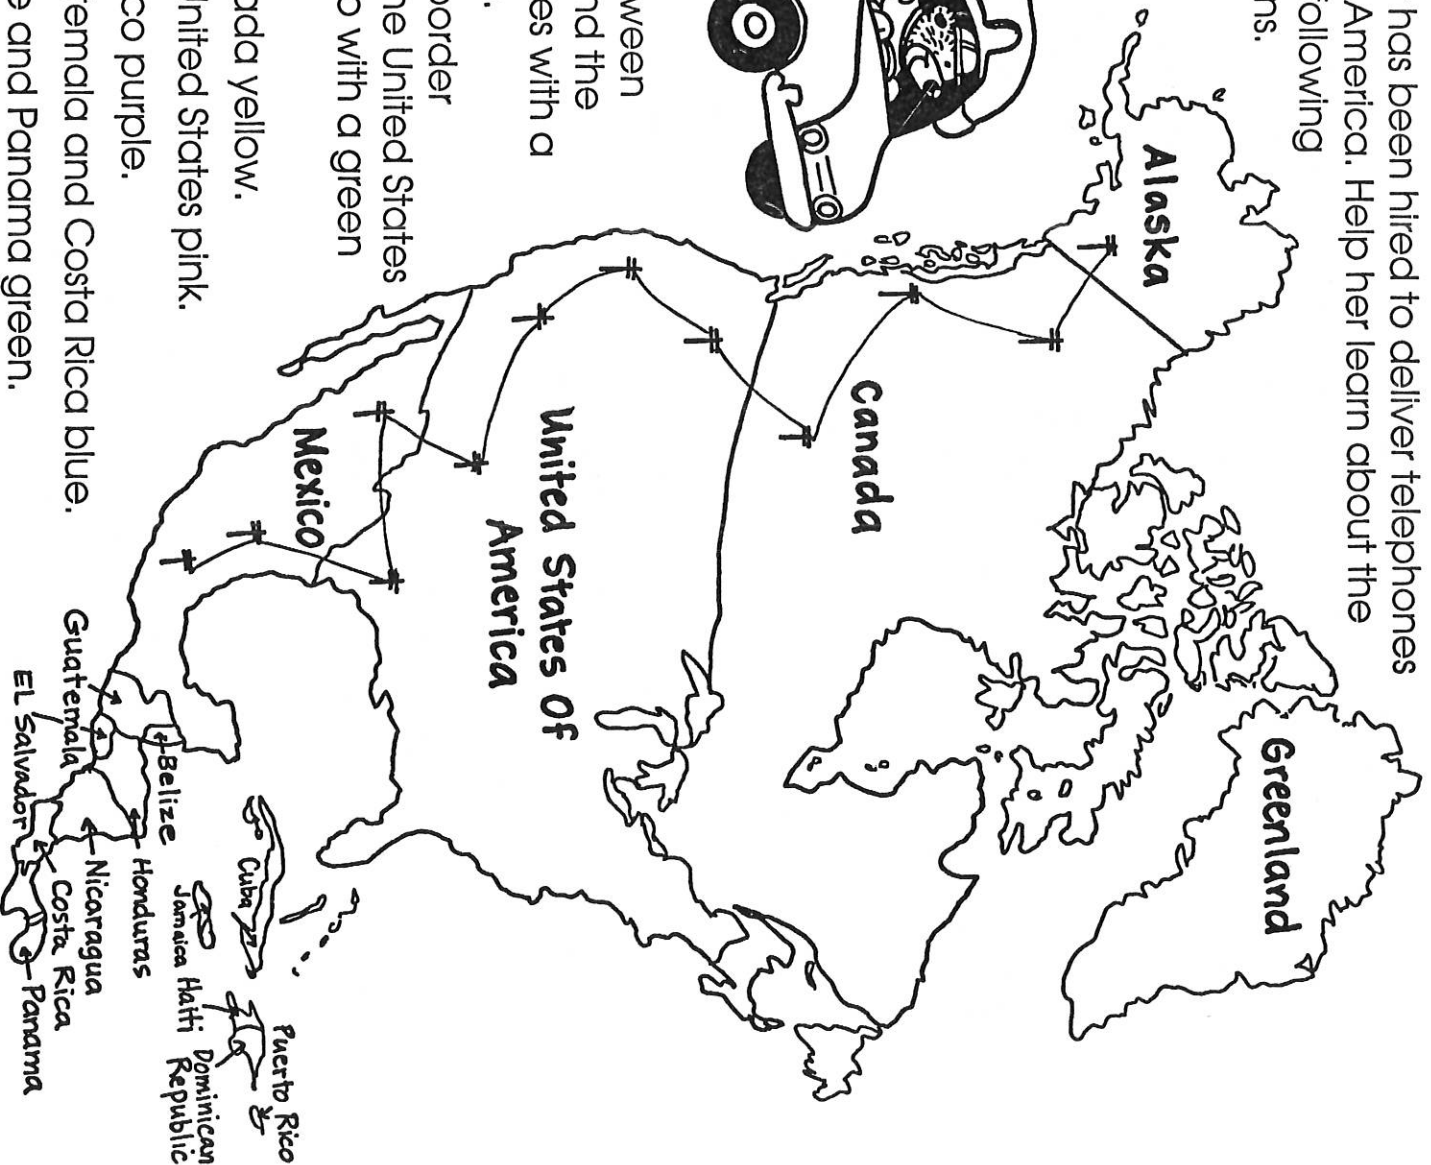 has been hired to deliver telephones
America. Help her learn about the
following
ns.
ween
nd the
es with a
.
border
ne United States
o with a green
ada yellow.
United States pink.
co purple.
emala and Costa Rica blue.
e and Panama green.
Alaska
Greenland
Canada
United States Of
America
Mexico
Puerto Rico
Cuba
Dominican
Republic
Jamaica
Haiti
Belize
Honduras
Guatemala
Nicaragua
Costa Rica
EL Salvador
Panama